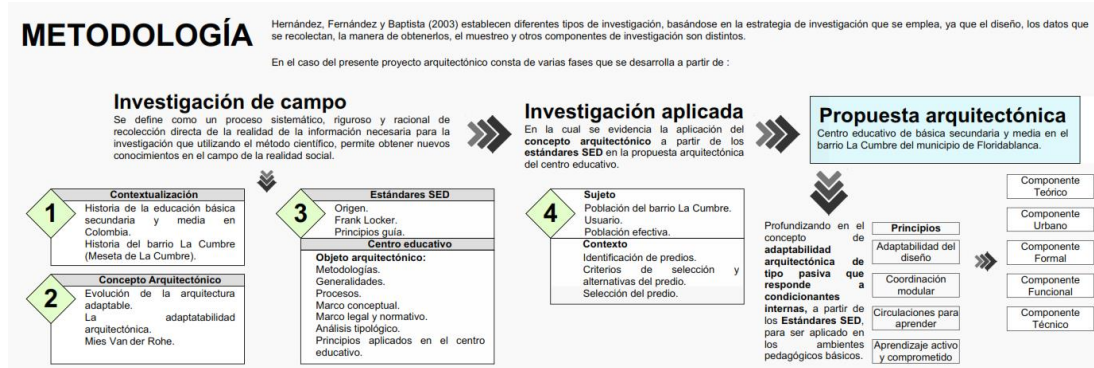 METODOLOGÍA
Hernández, Fernández y Baptista (2003) establecen diferentes tipos de investigación, basándose en la estrategia de investigación que se emplea, ya que el diseño, los datos que
se recolectan, la manera de obtenerlos, el muestreo y otros componentes de investigación son distintos.
En el caso del presente proyecto arquitectónico consta de varias fases que se desarrolla a partir de :
Investigación de campo
Se define como un proceso sistemático, riguroso y racional de
recolección directa de la realidad de la información necesaria para la
investigación que utilizando el método científico, permite obtener nuevos
conocimientos en el campo de la realidad social.
1
Contextualización
Historia de la educación básica
secundaria y media en
Colombia.
Historia del barrio La Cumbre
(Meseta de La Cumbre).
2
Concepto Arquitectónico
Evolución de la arquitectura
adaptable.
La adaptatabilidad
arquitectónica.
Mies Van der Rohe.
3
Estándares SED
Origen.
Frank Locker.
Principios guía.
Centro educativo
Objeto arquitectónico:
Metodologías.
Generalidades.
Procesos.
Marco conceptual.
Marco legal y normativo.
Análisis tipológico.
Principios aplicados en el centro
educativo.
Investigación aplicada
En la cual se evidencia la aplicación del
concepto arquitectónico a partir de los
estándares SED en la propuesta arquitectónica
del centro educativo.
4
Sujeto
Población del barrio La Cumbre.
Usuario.
Población efectiva.
Contexto
Identificación de predios.
Criterios de selección y
alternativas del predio.
Selección del predio.
Propuesta arquitectónica
Centro educativo de básica secundaria y media en el
barrio La Cumbre del municipio de Floridablanca.
Profundizando en el
concepto de
adaptabilidad
arquitectónica de
tipo pasiva que
responde a
condicionantes
internas, a partir de
los Estándares SED,
para ser aplicado en
los ambientes
pedagógicos básicos.
Principios
Adaptabilidad del
diseño
Coordinación
modular
Circulaciones para
aprender
Aprendizaje activo
y comprometido
Componente
Teórico
Componente
Urbano
Componente
Formal
Componente
Funcional
Componente
Técnico